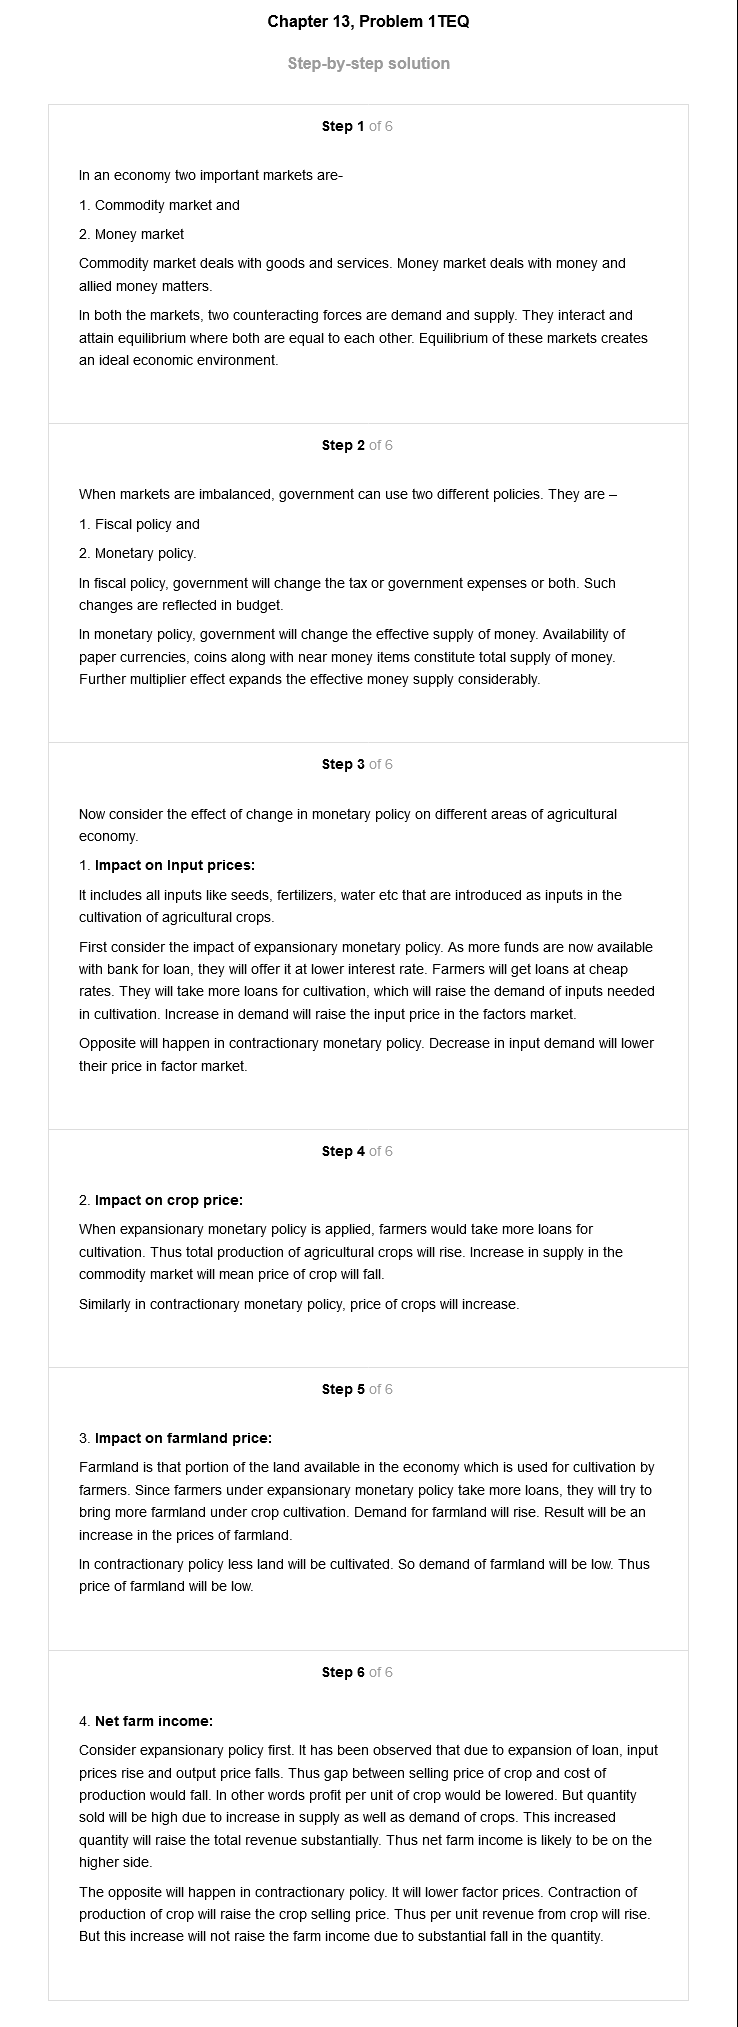 Chapter 13, Problem 1TEQ
Step-by-step solution
Step 1 of 6
In an economy two important markets are-
1. Commodity market and
2. Money market
Commodity market deals with goods and services. Money market deals with money and
allied money matters.
In both the markets, two counteracting forces are demand and supply. They interact and
attain equilibrium where both are equal to each other. Equilibrium of these markets creates
an ideal economic environment.
Step 2 of 6
When markets are imbalanced, government can use two different policies. They are –
1. Fiscal policy and
2. Monetary policy.
In fiscal policy, government will change the tax or government expenses or both. Such
changes are reflected in budget.
In monetary policy, government will change the effective supply of money. Availability of
paper currencies, coins along with near money items constitute total supply of money.
Further multiplier effect expands the effective money supply considerably.
Step 3 of 6
Now consider the effect of change in monetary policy on different areas of agricultural
economy.
1. Impact on Input prices:
It includes all inputs like seeds, fertilizers, water etc that are introduced as inputs in the
cultivation of agricultural crops.
First consider the impact of expansionary monetary policy. As more funds are now available
with bank for loan, they will offer it at lower interest rate. Farmers will get loans at cheap
rates. They will take more loans for cultivation, which will raise the demand of inputs needed
in cultivation. Increase in demand will raise the input price in the factors market.
Opposite will happen in contractionary monetary policy. Decrease in input demand will lower
their price in factor market.
Step 4 of 6
2. Impact on crop price:
When expansionary monetary policy is applied, farmers would take more loans for
cultivation. Thus total production of agricultural crops will rise. Increase in supply in the
commodity market will mean price of crop will fall.
Similarly in contractionary monetary policy, price of crops will increase.
Step 5 of 6
3. Impact on farmland price:
Farmland is that portion of the land available in the economy which is used for cultivation by
farmers. Since farmers under expansionary monetary policy take more loans, they will try to
bring more farmland under crop cultivation. Demand for farmland will rise. Result will be an
increase in the prices of farmland.
In contractionary policy less land will be cultivated. So demand of farmland will be low. Thus
price of farmland will be low.
Step 6 of 6
4. Net farm income:
Consider expansionary policy first. It has been observed that due to expansion of loan, input
prices rise and output price falls. Thus gap between selling price of crop and cost of
production would fall. In other words profit per unit of crop would be lowered. But quantity
sold will be high due to increase in supply as well as demand of crops. This increased
quantity will raise the total revenue substantially. Thus net farm income is likely to be on the
higher side.
The opposite will happen in contractionary policy. It will lower factor prices. Contraction of
production of crop will raise the crop selling price. Thus per unit revenue from crop will rise.
But this increase will not raise the farm income due to substantial fall in the quantity.